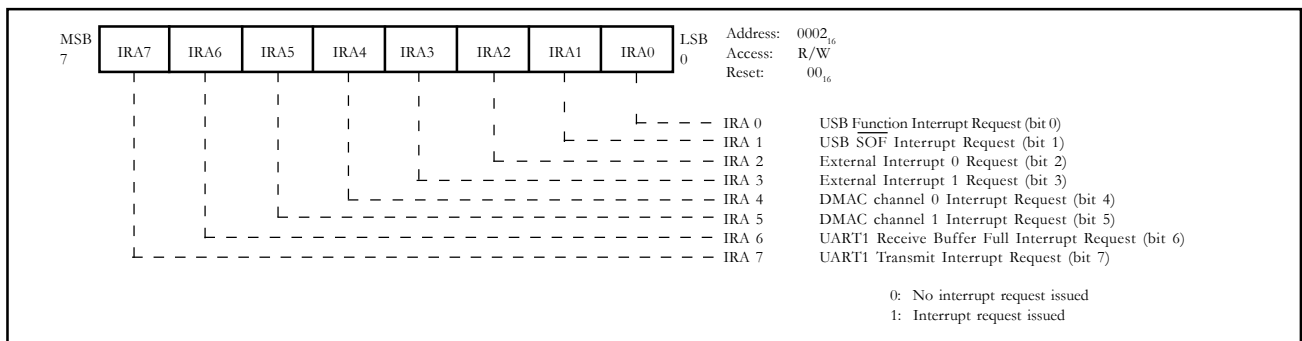 MSB
7
IRA7 IRA6 IRA5 IRA4 IRA3 IRA2 IRA1 IRA0
LSB
0
Address: 0002₁₆
Access: R/W
Reset: 00₁₆
IRA 0 USB Function Interrupt Request (bit 0)
IRA 1 USB S̅O̅F̅ Interrupt Request (bit 1)
IRA 2 External Interrupt 0 Request (bit 2)
IRA 3 External Interrupt 1 Request (bit 3)
IRA 4 DMAC channel 0 Interrupt Request (bit 4)
IRA 5 DMAC channel 1 Interrupt Request (bit 5)
IRA 6 UART1 Receive Buffer Full Interrupt Request (bit 6)
IRA 7 UART1 Transmit Interrupt Request (bit 7)
0: No interrupt request issued
1: Interrupt request issued